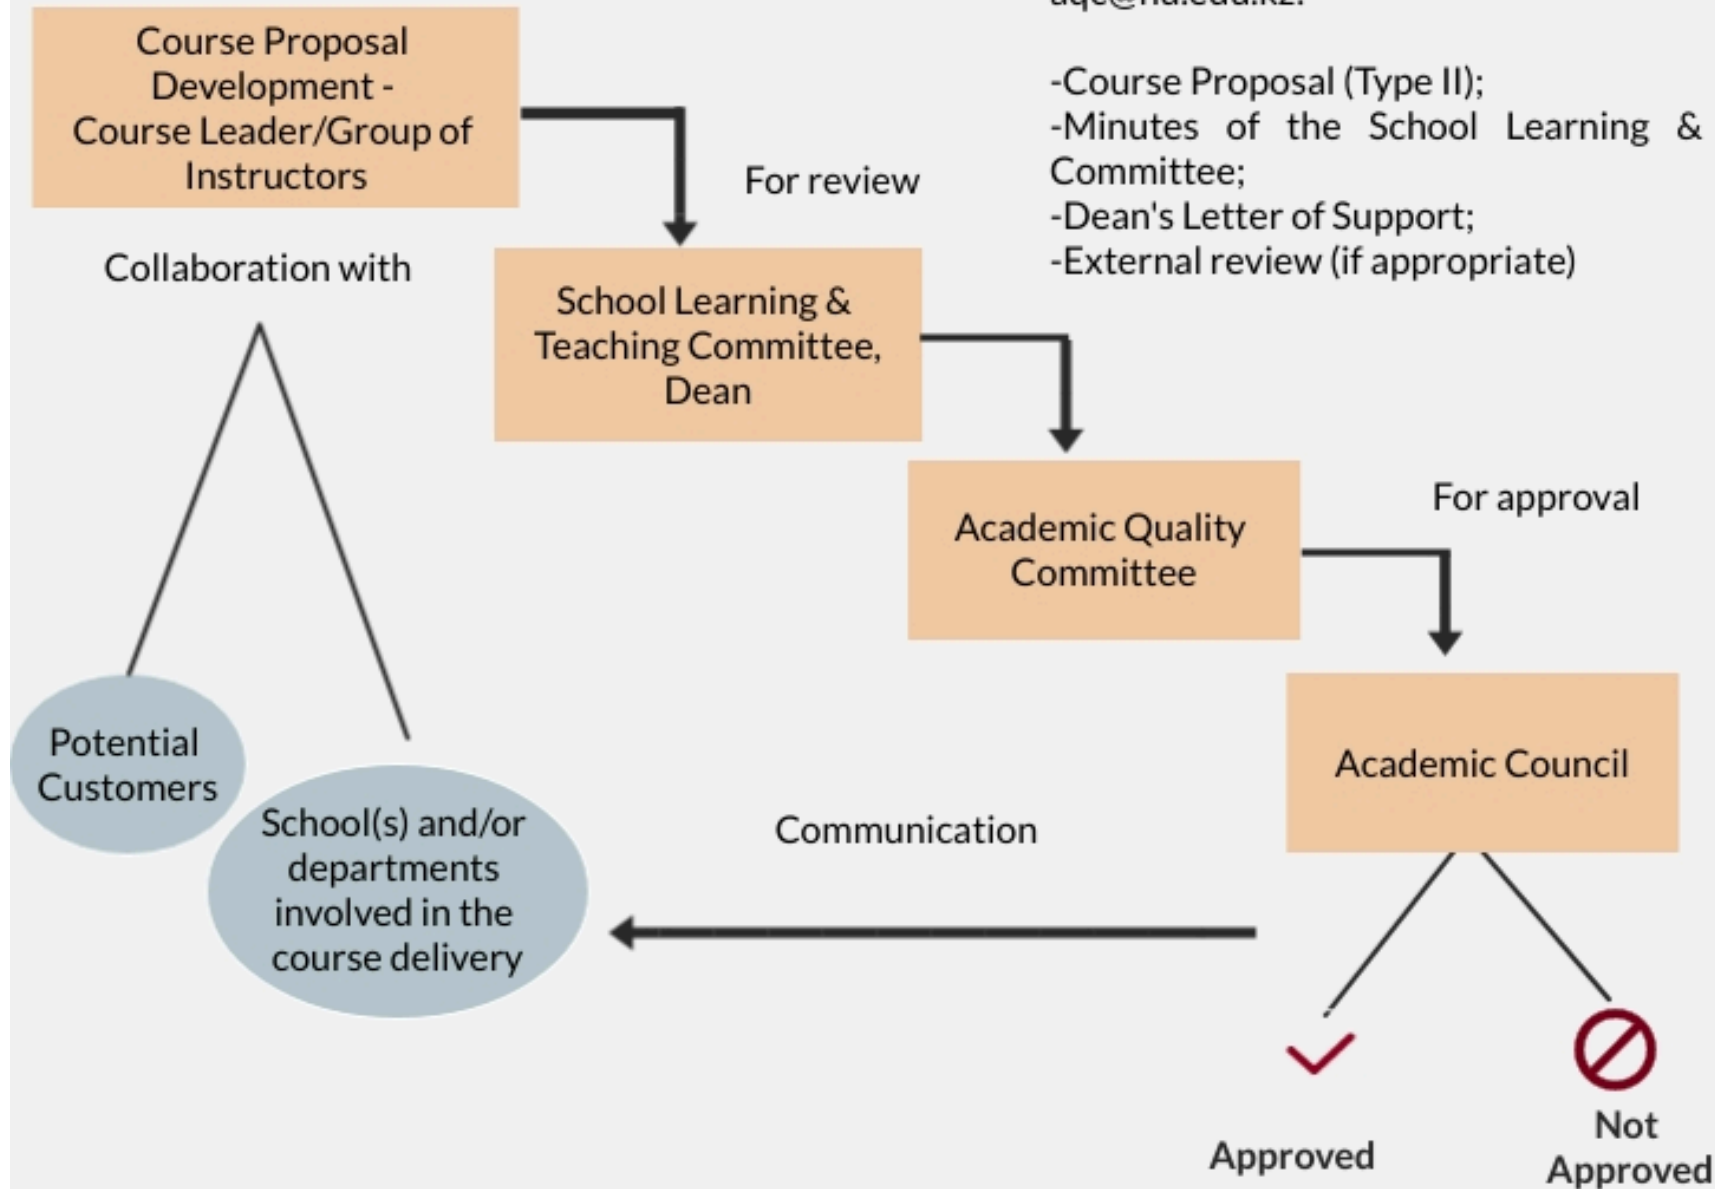 Course Proposal
Development -
Course Leader/Group of
Instructors
For review
-Course Proposal (Type II);
-Minutes of the School Learning &
Committee;
-Dean's Letter of Support;
-External review (if appropriate)
Collaboration with
School Learning &
Teaching Committee,
Dean
Academic Quality
Committee
For approval
Academic Council
Potential
Customers
School(s) and/or
departments
involved in the
course delivery
Communication
Approved
Not
Approved